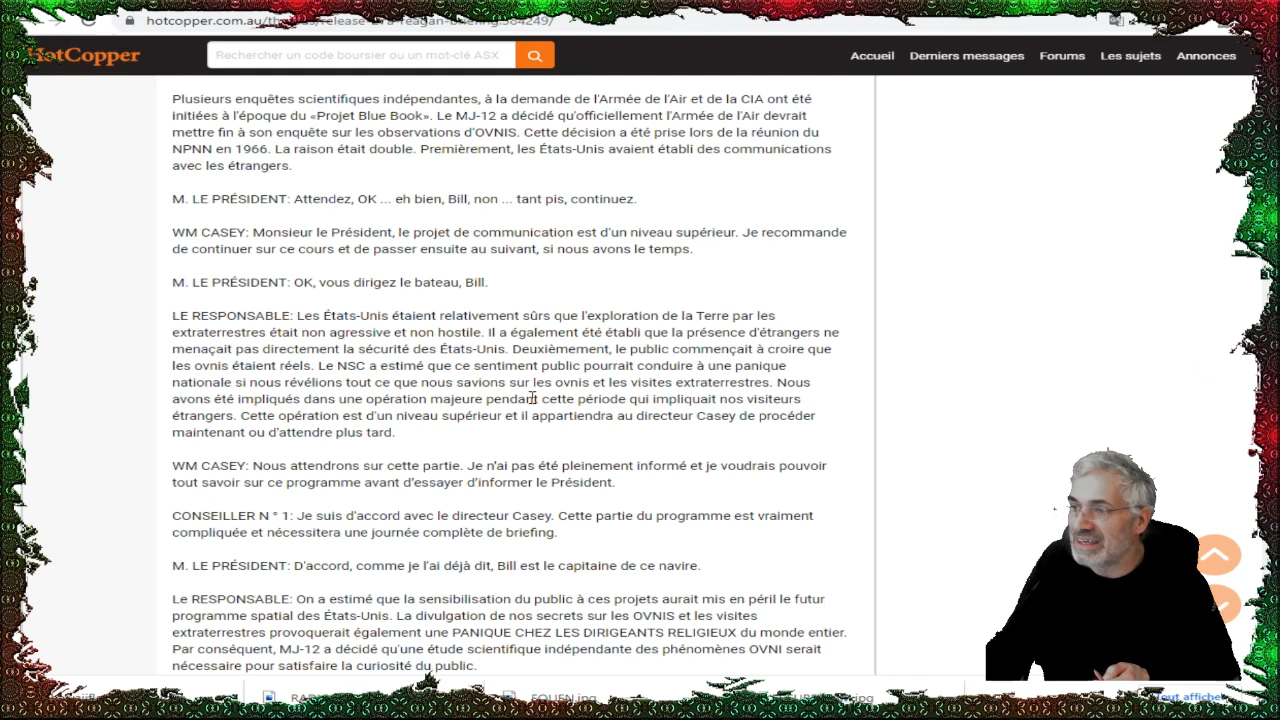 hotcopper.com.au/
HotCopper
Rechercher un code boursier ou un mot-clé ASX
Accueil
Derniers messages
Forums
Les sujets
Annonces
Plusieurs enquêtes scientifiques indépendantes, à la demande de l'Armée de l'Air et de la CIA ont été
initiées à l'époque du «Projet Blue Book». Le MJ-12 a décidé qu'officiellement l'Armée de l'Air devrait
mettre fin à son enquête sur les observations d'OVNIS. Cette décision a été prise lors de la réunion du
NPNN en 1966. La raison était double. Premièrement, les États-Unis avaient établi des communications
avec les étrangers.
M. LE PRÉSIDENT: Attendez, OK ... eh bien, Bill, non ... tant pis, continuez.
WM CASEY: Monsieur le Président, le projet de communication est d'un niveau supérieur. Je recommande
de continuer sur ce cours et de passer ensuite au suivant, si nous avons le temps.
M. LE PRÉSIDENT: OK, vous dirigez le bateau, Bill.
LE RESPONSABLE: Les États-Unis étaient relativement sûrs que l'exploration de la Terre par les
extraterrestres était non agressive et non hostile. Il a également été établi que la présence d'étrangers ne
menaçait pas directement la sécurité des États-Unis. Deuxièmement, le public commençait à croire que
les ovnis étaient réels. Le NSC a estimé que ce sentiment public pourrait conduire à une panique
nationale si nous révélions tout ce que nous savions sur les ovnis et les visites extraterrestres. Nous
avons été impliqués dans une opération majeure pendant cette période qui impliquait nos visiteurs
étrangers. Cette opération est d'un niveau supérieur et il appartiendra au directeur Casey de procéder
maintenant ou d'attendre plus tard.
WM CASEY: Nous attendrons sur cette partie. Je n'ai pas été pleinement informé et je voudrais pouvoir
tout savoir sur ce programme avant d'essayer d'informer le Président.
CONSEILLER N ° 1: Je suis d'accord avec le directeur Casey. Cette partie du programme est vraiment
compliquée et nécessitera une journée complète de briefing.
M. LE PRÉSIDENT: D'accord, comme je l'ai déjà dit, Bill est le capitaine de ce navire.
Le RESPONSABLE: On a estimé que la sensibilisation du public à ces projets aurait mis en péril le futur
programme spatial des États-Unis. La divulgation de nos secrets sur les OVNIS et les visites
extraterrestres provoquerait également une PANIQUE CHEZ LES DIRIGEANTS RELIGIEUX du monde entier.
Par conséquent, MJ-12 a décidé qu'une étude scientifique indépendante des phénomènes OVNI serait
nécessaire pour satisfaire la curiosité du public.